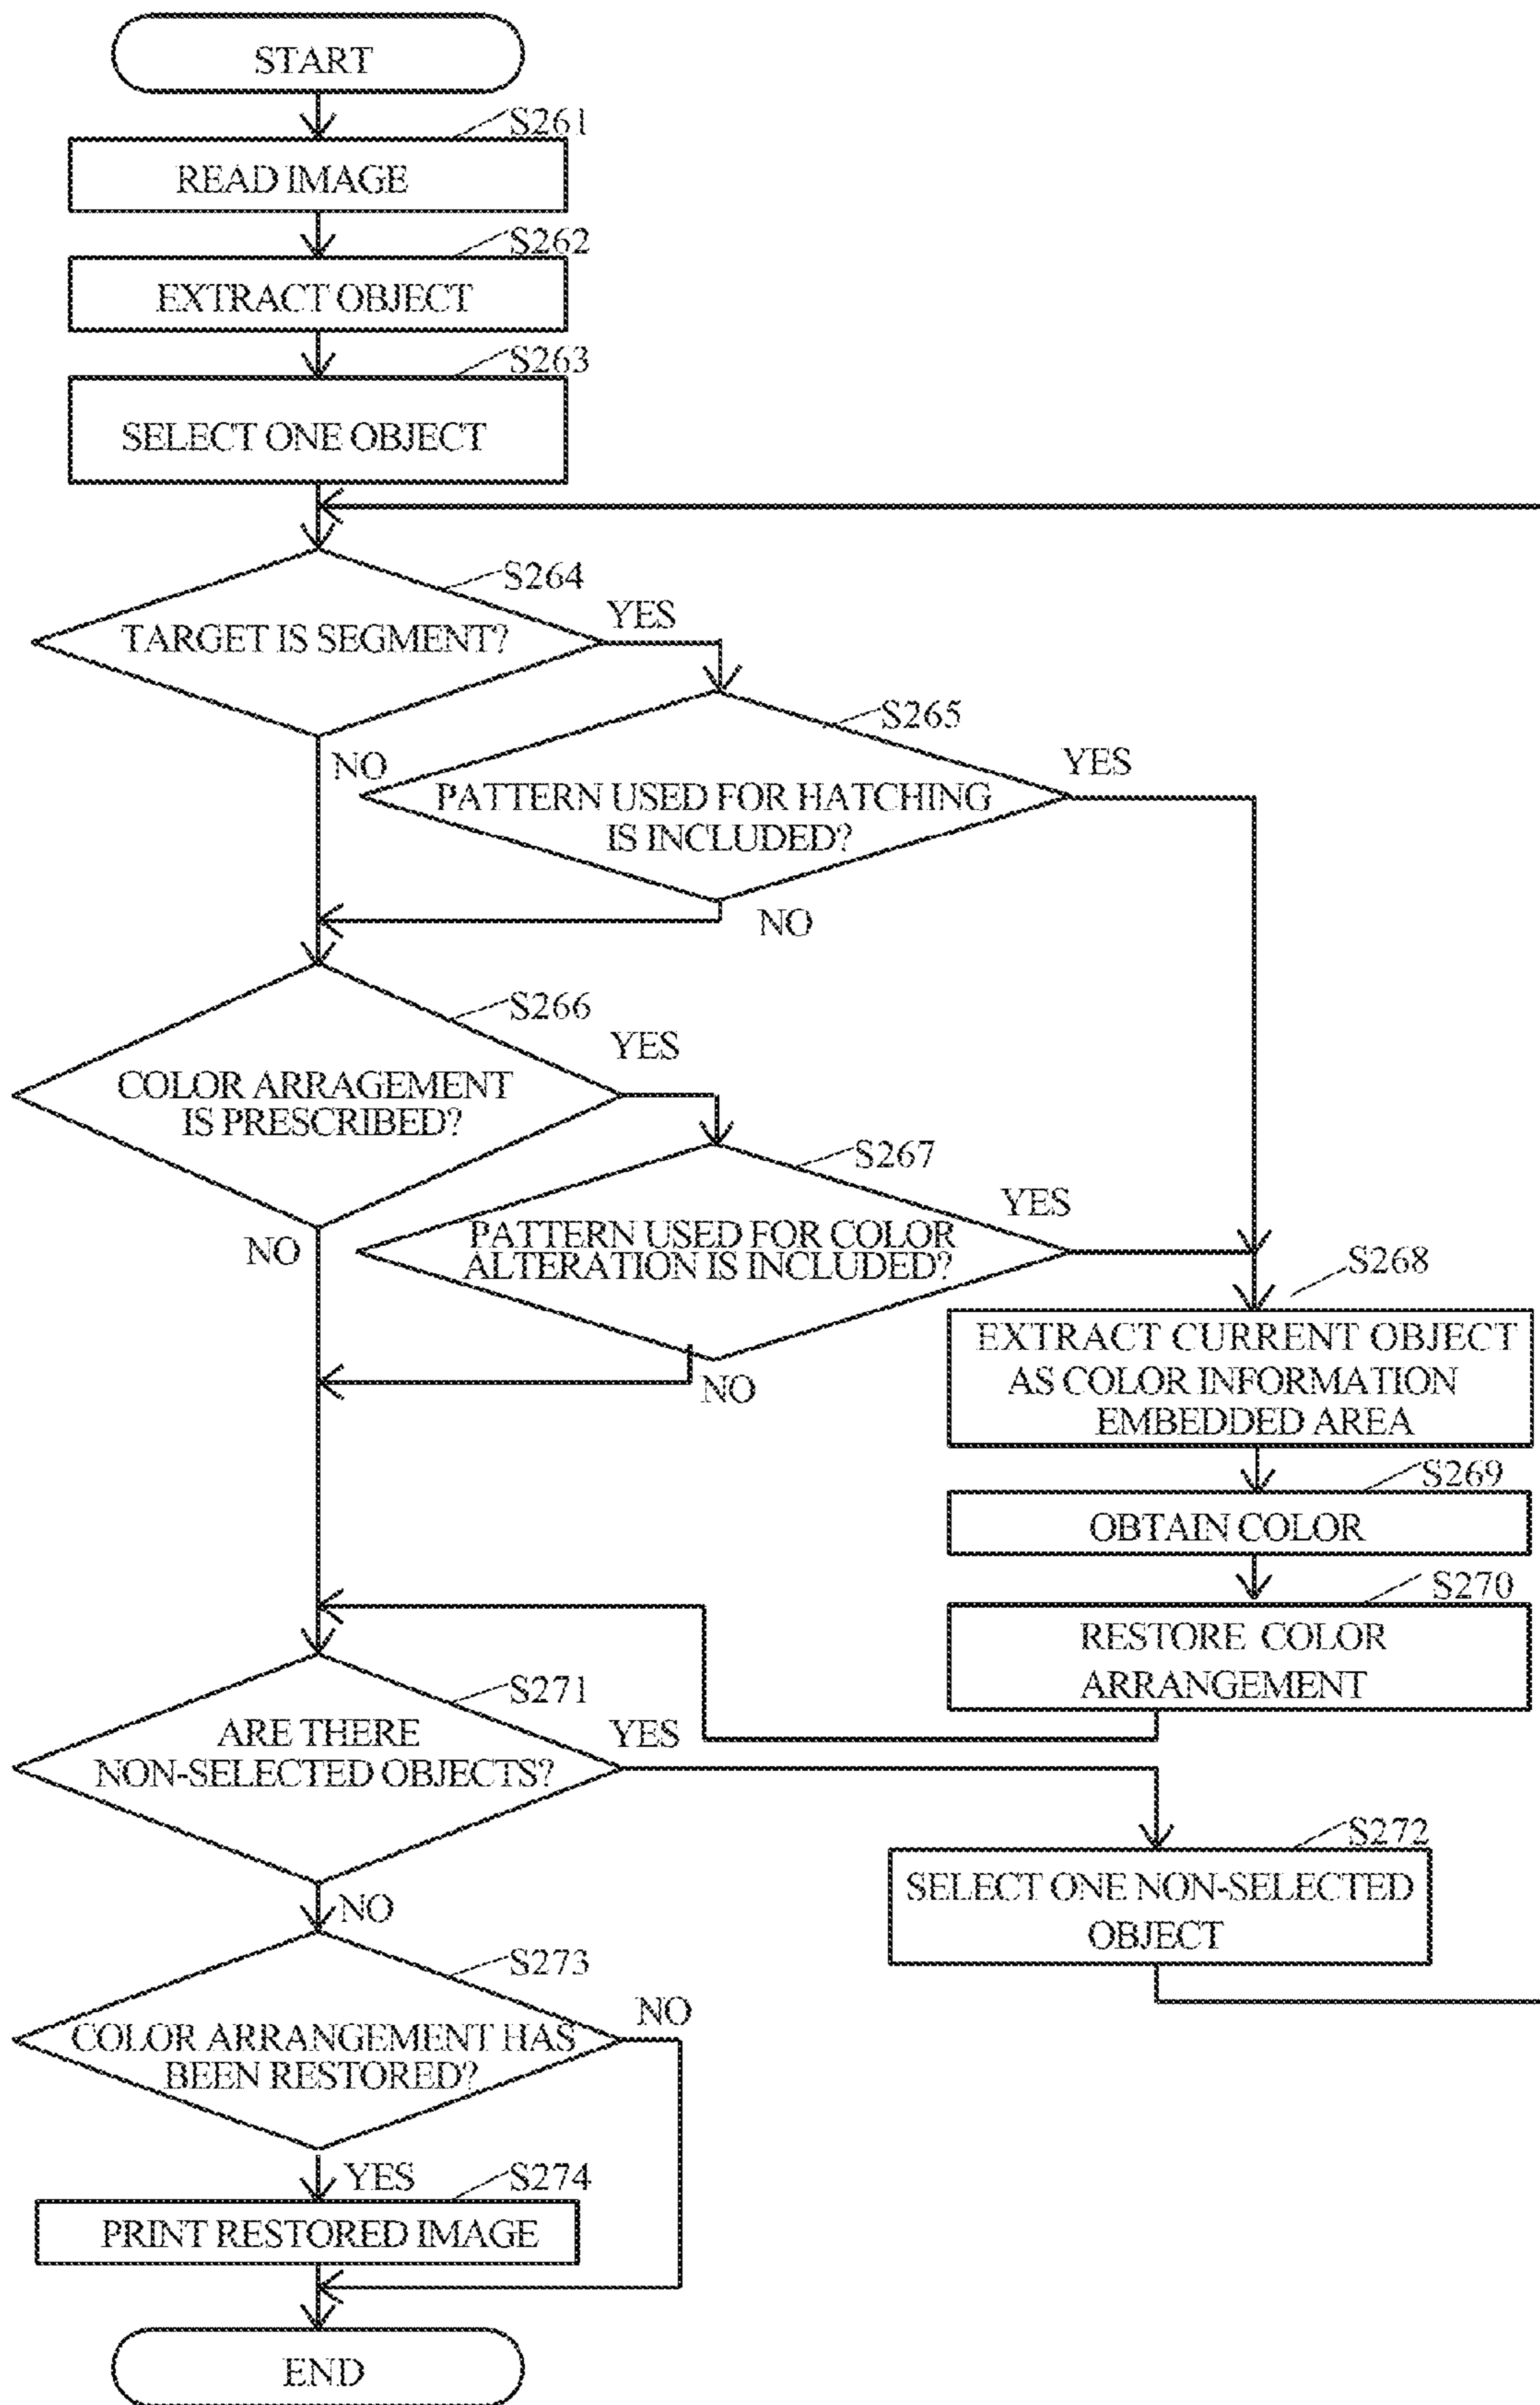 START
S261
READ IMAGE
S262
EXTRACT OBJECT
S263
SELECT ONE OBJECT
S264
TARGET IS SEGMENT?
YES
NO
S265
PATTERN USED FOR HATCHING
IS INCLUDED?
YES
NO
S266
COLOR ARRAGEMENT
IS PRESCRIBED?
YES
NO
S267
PATTERN USED FOR COLOR
ALTERATION IS INCLUDED?
YES
NO
S268
EXTRACT CURRENT OBJECT
AS COLOR INFORMATION
EMBEDDED AREA
S269
OBTAIN COLOR
S270
RESTORE COLOR
ARRANGEMENT
S271
ARE THERE
NON-SELECTED OBJECTS?
YES
NO
S272
SELECT ONE NON-SELECTED
OBJECT
S273
COLOR ARRANGEMENT HAS
BEEN RESTORED?
NO
YES
S274
PRINT RESTORED IMAGE
END